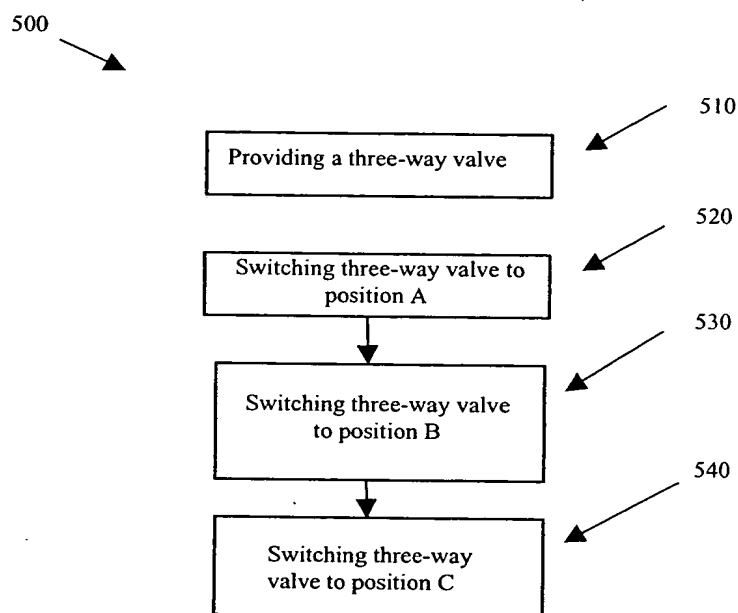 500
510
Providing a three-way valve
520
Switching three-way valve to
position A
530
Switching three-way valve
to position B
540
Switching three-way
valve to position C